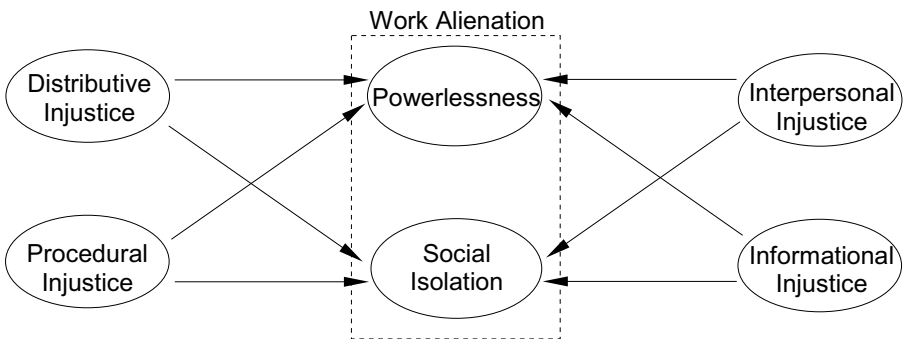 Work Alienation
Distributive
Injustice
Powerlessness
Interpersonal
Injustice
Procedural
Injustice
Social
Isolation
Informational
Injustice